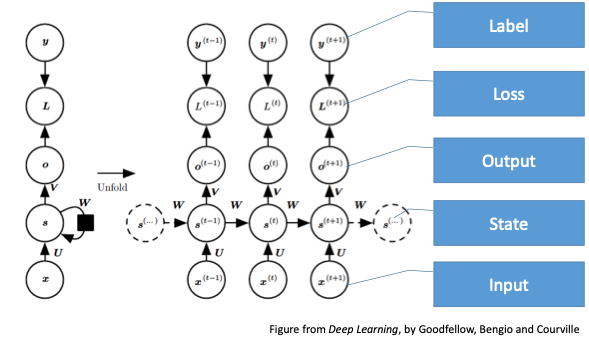 y y(t−1) y(t) y(t+1) Label
L L(t−1) L(t) L(t+1) Loss
o o(t−1) o(t) o(t+1) Output
Unfold
V V V V
W W W W W
s s(...) s(t−1) s(t) s(t+1) s(...) State
U U U U
x x(t−1) x(t) x(t+1) Input
Figure from Deep Learning, by Goodfellow, Bengio and Courville